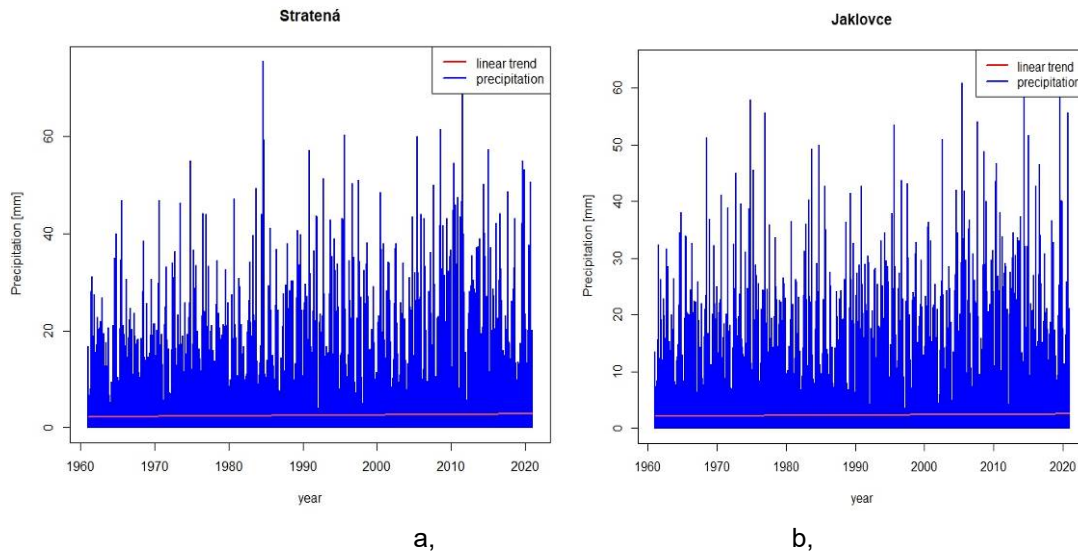 Stratená
linear trend
precipitation
Precipitation [mm]
60
40
20
0
1960 1970 1980 1990 2000 2010 2020
year
a,
Jaklovce
linear trend
precipitation
Precipitation [mm]
60
50
40
30
20
10
0
1960 1970 1980 1990 2000 2010 2020
year
b,